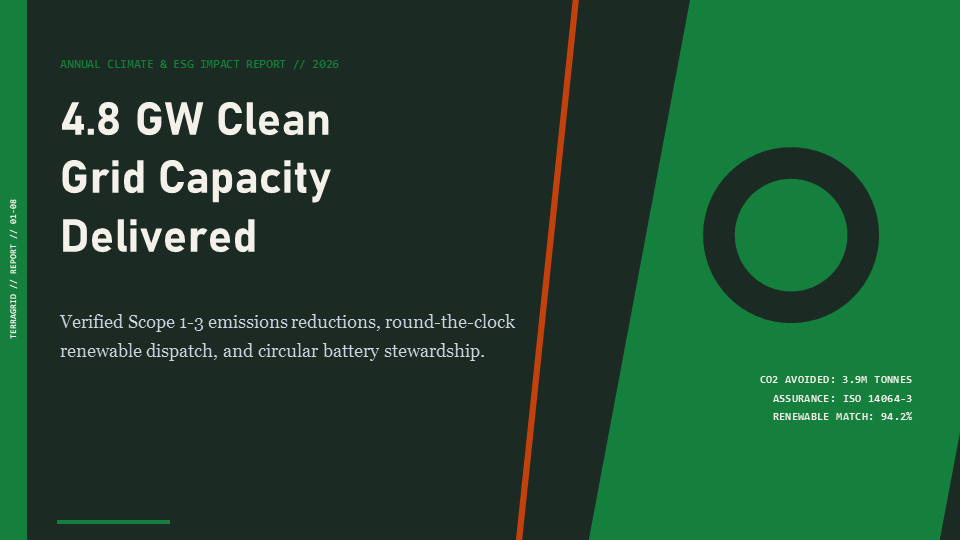 ANNUAL CLIMATE & ESG IMPACT REPORT // 2026
4.8 GW Clean
Grid Capacity
Delivered
Verified Scope 1-3 emissions reductions, round-the-clock
renewable dispatch, and circular battery stewardship.
TERRAGRID // REPORT // 01-08
CO2 AVOIDED: 3.9M TONNES
ASSURANCE: ISO 14064-3
RENEWABLE MATCH: 94.2%